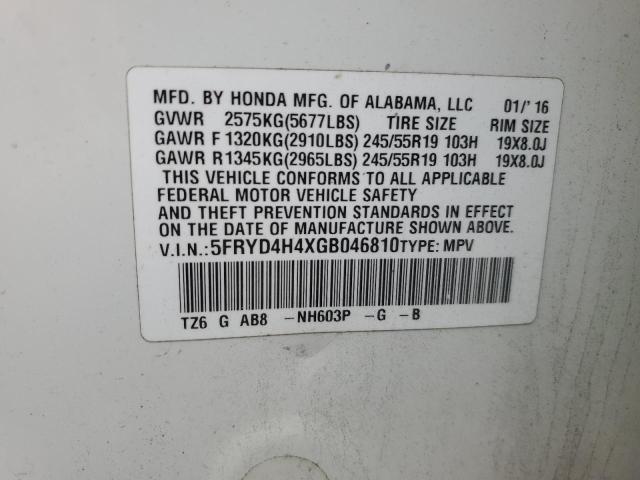 MFD. BY HONDA MFG. OF ALABAMA, LLC 01/' 16
GVWR 2575KG(5677LBS) TIRE SIZE RIM SIZE
GAWR F 1320KG(2910LBS) 245/55R19 103H 19X8.0J
GAWR R 1345KG(2965LBS) 245/55R19 103H 19X8.0J
THIS VEHICLE CONFORMS TO ALL APPLICABLE
FEDERAL MOTOR VEHICLE SAFETY
AND THEFT PREVENTION STANDARDS IN EFFECT
ON THE DATE OF MANUFACTURE SHOWN ABOVE.
V.I.N.: 5FRYD4H4XGB046810 TYPE: MPV
TZ6 G AB8 -NH603P -G -B